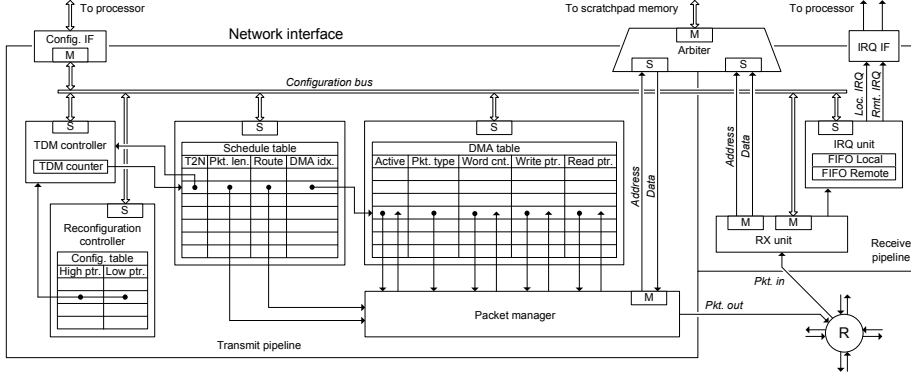 To processor
To scratchpad memory
To processor
Config. IF
M
Network interface
M
Arbiter
S
S
IRQ IF
Configuration bus
Loc. IRQ
Rmt. IRQ
S
TDM controller
TDM counter
S
Schedule table
T2N Pkt. len. Route DMA idx.
S
DMA table
Active Pkt. type Word cnt. Write ptr. Read ptr.
Address
Data
Address
Data
S
IRQ unit
FIFO Local
FIFO Remote
S
Reconfiguration
controller
Config. table
High ptr. Low ptr.
M
M
RX unit
Receive
pipeline
Pkt. in
M
Packet manager
Pkt. out
R
Transmit pipeline